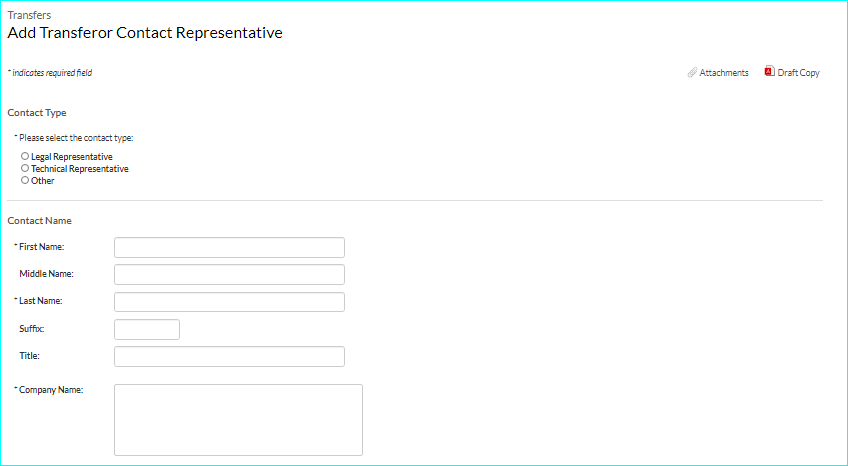 Transfers
Add Transferor Contact Representative
* indicates required field
Attachments
Draft Copy
Contact Type
* Please select the contact type:
Legal Representative
Technical Representative
Other
Contact Name
* First Name:
Middle Name:
* Last Name:
Suffix:
Title:
* Company Name: